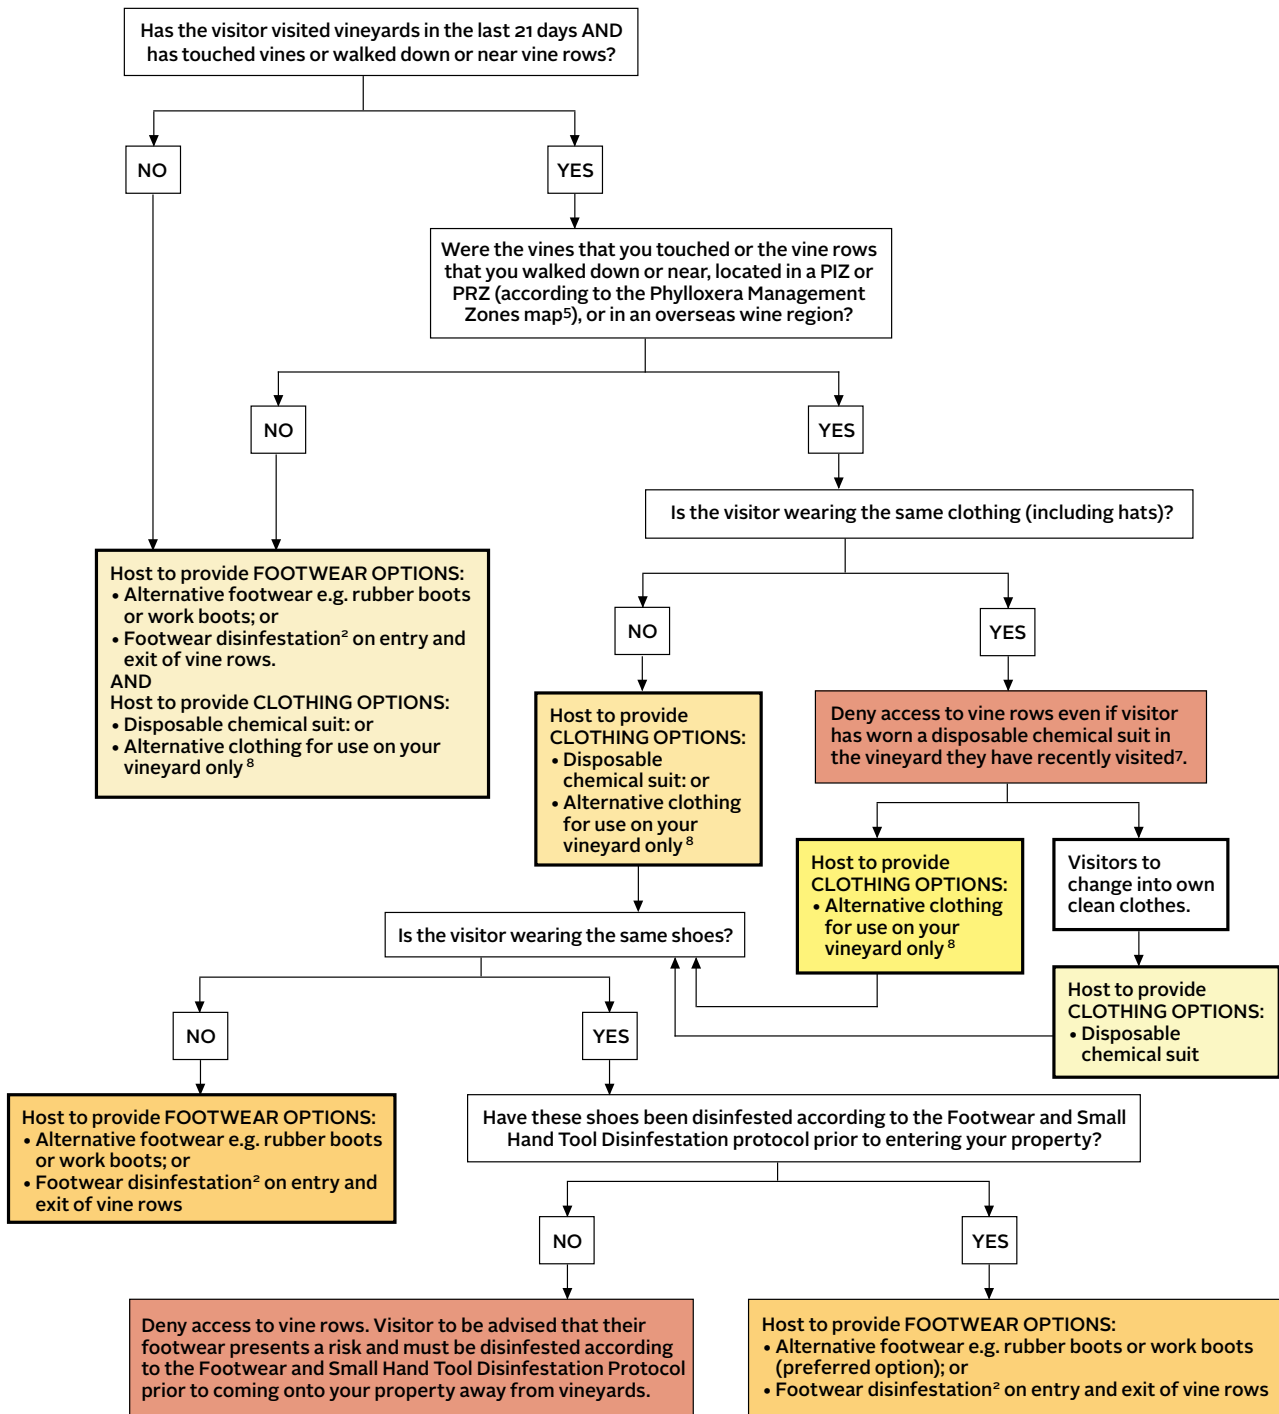 Has the visitor visited vineyards in the last 21 days AND
has touched vines or walked down or near vine rows?
NO
YES
Were the vines that you touched or the vine rows
that you walked down or near, located in a PIZ or
PRZ (according to the Phylloxera Management
Zones map⁵), or in an overseas wine region?
NO
YES
Is the visitor wearing the same clothing (including hats)?
Host to provide FOOTWEAR OPTIONS:
• Alternative footwear e.g. rubber boots
or work boots; or
• Footwear disinfestation² on entry and
exit of vine rows.
AND
Host to provide CLOTHING OPTIONS:
• Disposable chemical suit: or
• Alternative clothing for use on your
vineyard only ⁸
NO
YES
Host to provide
CLOTHING OPTIONS:
• Disposable
chemical suit: or
• Alternative clothing
for use on your
vineyard only ⁸
Deny access to vine rows even if visitor
has worn a disposable chemical suit in
the vineyard they have recently visited⁷.
Host to provide
CLOTHING OPTIONS:
• Alternative clothing
for use on your
vineyard only ⁸
Visitors to
change into own
clean clothes.
Host to provide
CLOTHING OPTIONS:
• Disposable
chemical suit
Is the visitor wearing the same shoes?
NO
YES
Host to provide FOOTWEAR OPTIONS:
• Alternative footwear e.g. rubber boots
or work boots; or
• Footwear disinfestation² on entry and
exit of vine rows
Have these shoes been disinfested according to the Footwear and Small
Hand Tool Disinfestation protocol prior to entering your property?
NO
YES
Deny access to vine rows. Visitor to be advised that their
footwear presents a risk and must be disinfested according
to the Footwear and Small Hand Tool Disinfestation Protocol
prior to coming onto your property away from vineyards.
Host to provide FOOTWEAR OPTIONS:
• Alternative footwear e.g. rubber boots or work boots
(preferred option); or
• Footwear disinfestation² on entry and exit of vine rows